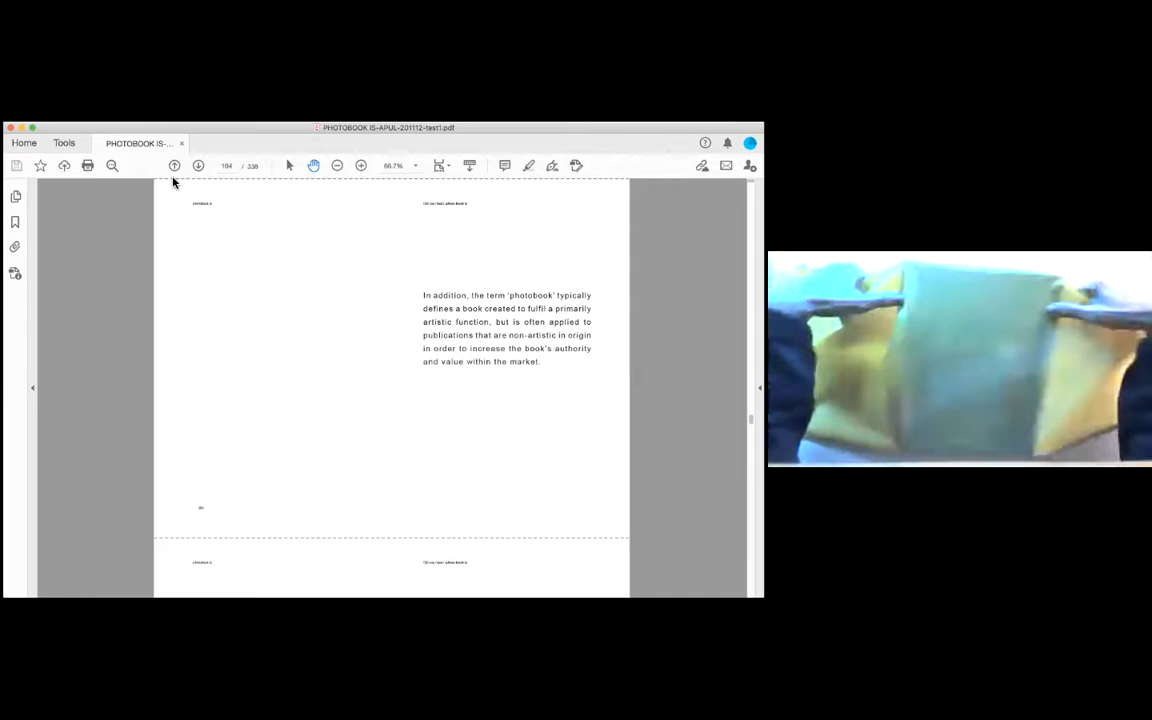 PHOTOBOOK IS-APUL-201112-test1.pdf
Home
Tools
PHOTOBOOK IS-...
194 / 338
66.7%
In addition, the term 'photobook' typically
defines a book created to fulfil a primarily
artistic function, but is often applied to
publications that are non-artistic in origin
in order to increase the book's authority
and value within the market.